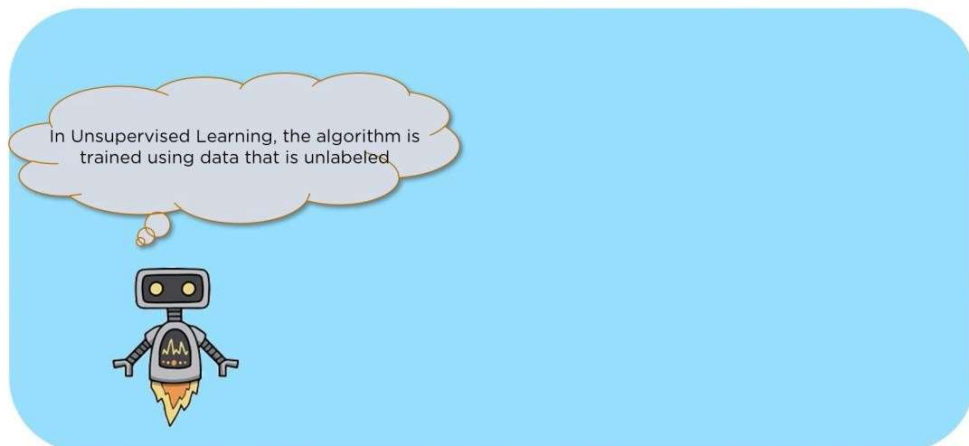 In Unsupervised Learning, the algorithm is
trained using data that is unlabeled